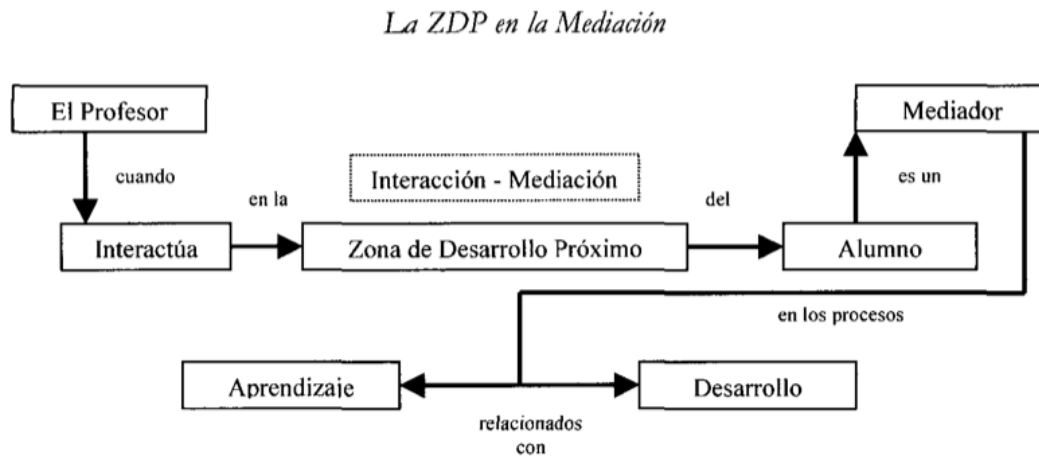 La ZDP en la Mediación
El Profesor
Mediador
cuando
Interacción - Mediación
es un
en la
del
Interactúa
Zona de Desarrollo Próximo
Alumno
en los procesos
Aprendizaje
Desarrollo
relacionados
con